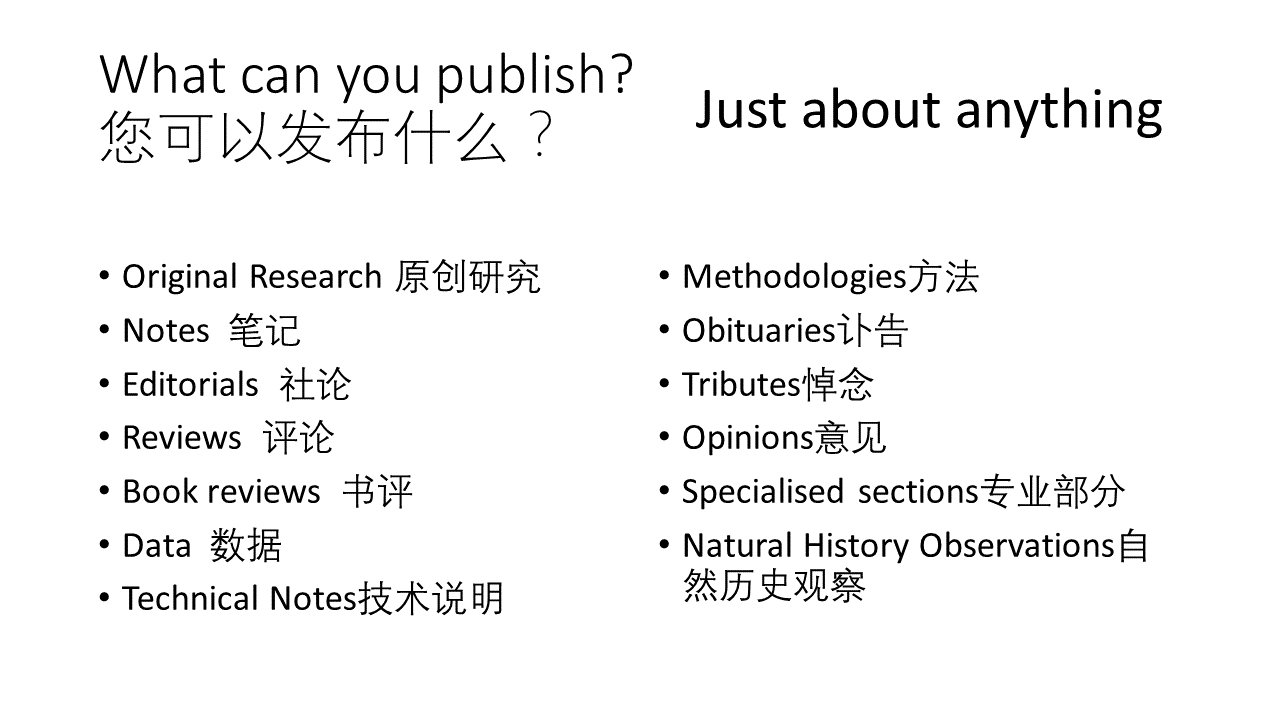 What can you publish?
您可以发布什么？
Just about anything
• Original Research 原创研究
• Notes 笔记
• Editorials 社论
• Reviews 评论
• Book reviews 书评
• Data 数据
• Technical Notes技术说明
• Methodologies方法
• Obituaries讣告
• Tributes悼念
• Opinions意见
• Specialised sections专业部分
• Natural History Observations自
然历史观察